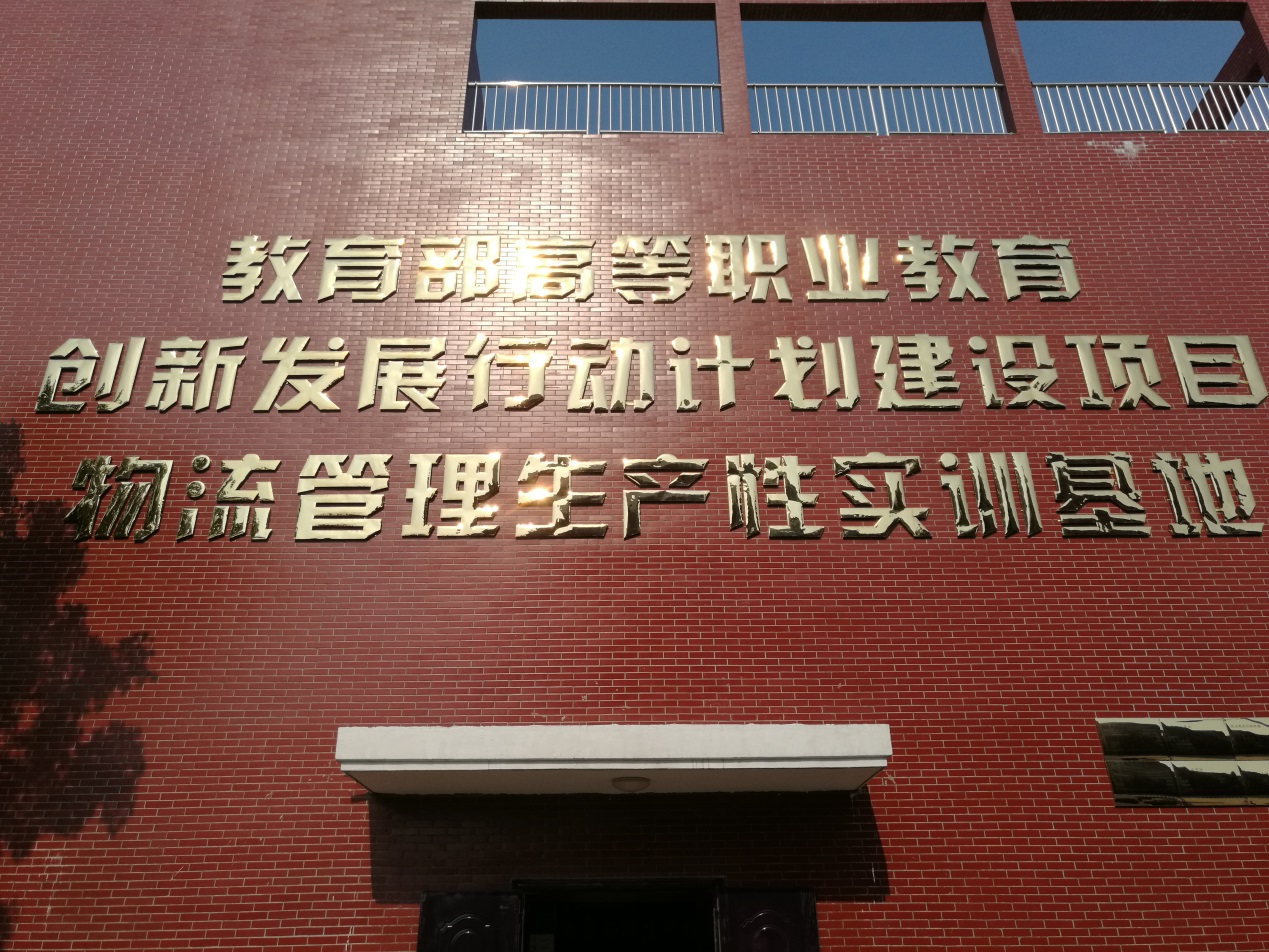 教育部高等职业教育
创新发展行动计划建设项目
物流管理生产性实训基地